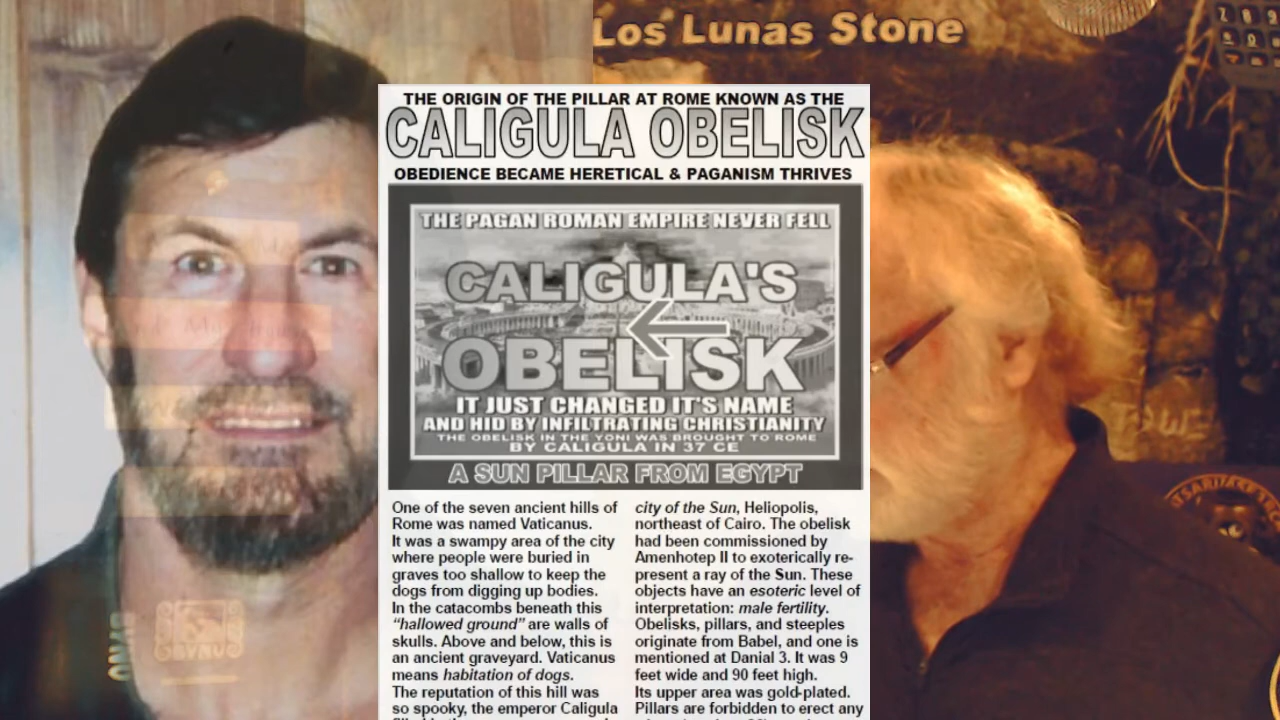 Los Lunas Stone
THE ORIGIN OF THE PILLAR AT ROME KNOWN AS THE
CALIGULA OBELISK
OBEDIENCE BECAME HERETICAL & PAGANISM THRIVES
THE PAGAN ROMAN EMPIRE NEVER FELL
CALIGULA'S
OBELISK
IT JUST CHANGED IT'S NAME
AND HID BY INFILTRATING CHRISTIANITY
THE OBELISK IN THE YONI WAS BROUGHT TO ROME
BY CALIGULA IN 37 CE
A SUN PILLAR FROM EGYPT
One of the seven ancient hills of
Rome was named Vaticanus.
It was a swampy area of the city
where people were buried in
graves too shallow to keep the
dogs from digging up bodies.
In the catacombs beneath this
“hallowed ground” are walls of
skulls. Above and below, this is
an ancient graveyard. Vaticanus
means habitation of dogs.
The reputation of this hill was
so spooky, the emperor Caligula
city of the Sun, Heliopolis,
northeast of Cairo. The obelisk
had been commissioned by
Amenhotep II to exoterically re-
present a ray of the Sun. These
objects have an esoteric level of
interpretation: male fertility.
Obelisks, pillars, and steeples
originate from Babel, and one is
mentioned at Danial 3. It was 9
feet wide and 90 feet high.
Its upper area was gold-plated.
Pillars are forbidden to erect any